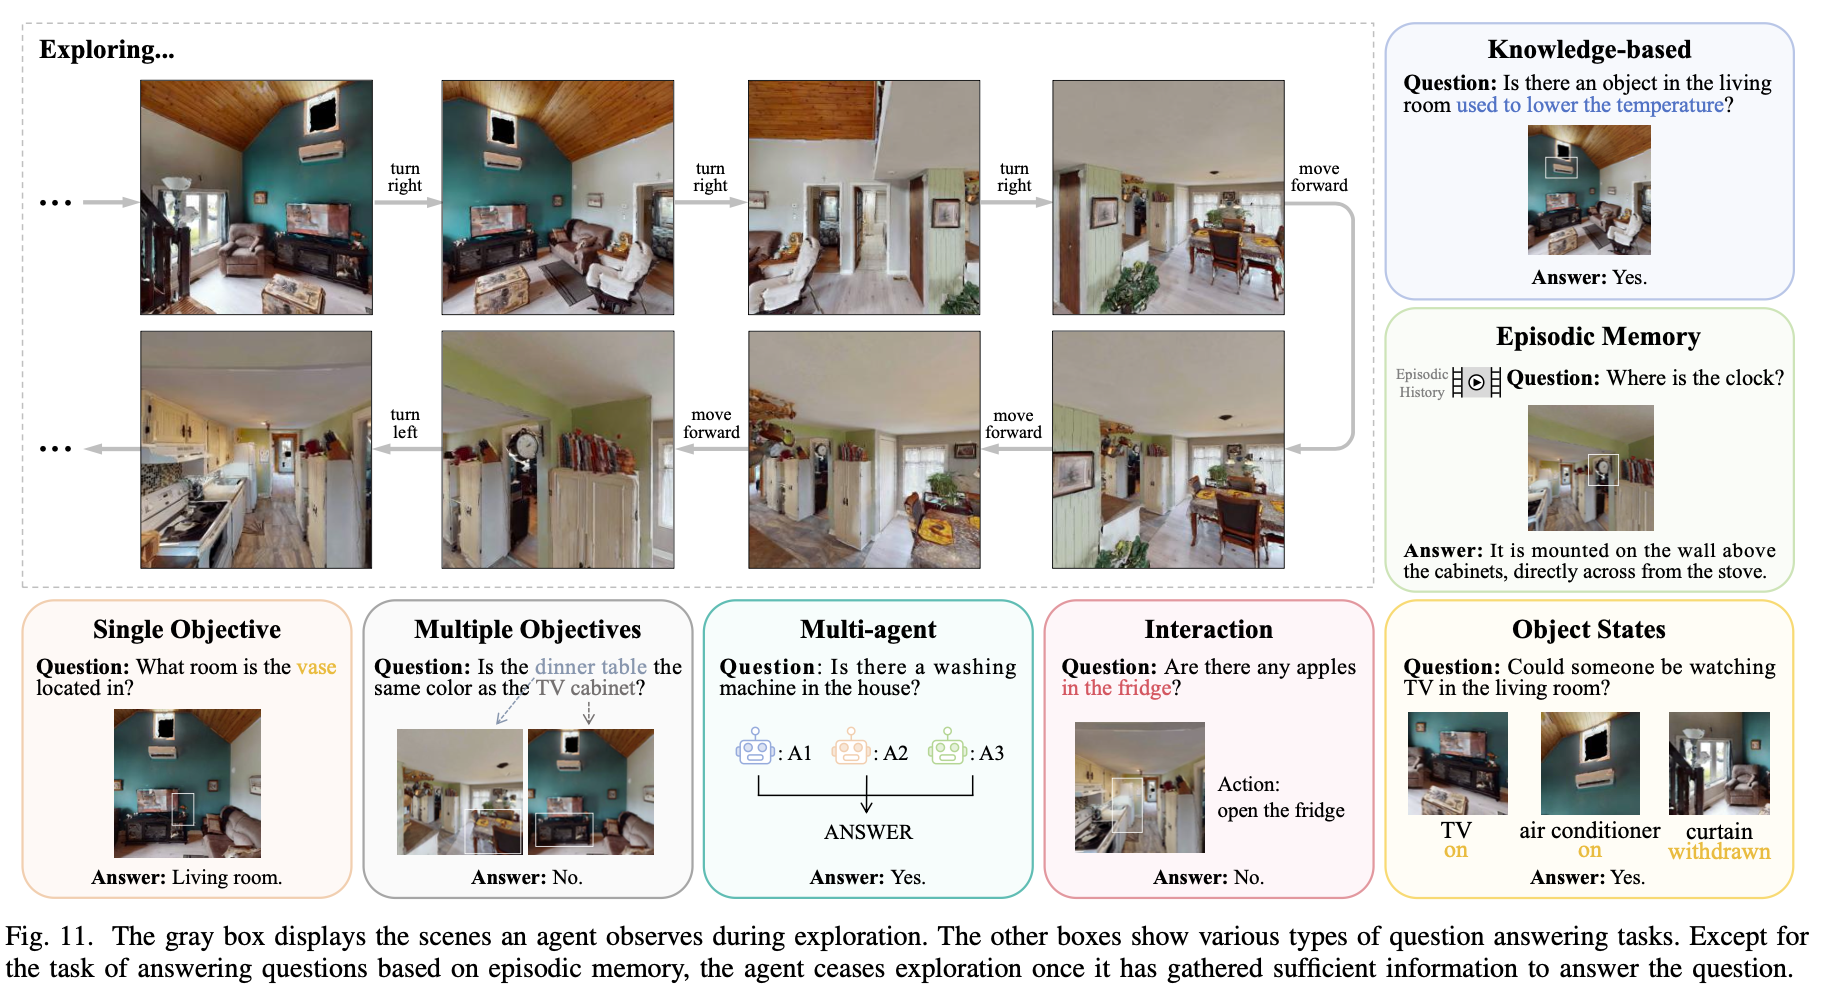 Exploring...
turn
right
turn
right
turn
right
move
forward
move
forward
move
forward
turn
left
Knowledge-based
Question: Is there an object in the living
room used to lower the temperature?
Answer: Yes.
Episodic Memory
Episodic
History
Question: Where is the clock?
Answer: It is mounted on the wall above
the cabinets, directly across from the stove.
Single Objective
Question: What room is the vase
located in?
Answer: Living room.
Multiple Objectives
Question: Is the dinner table the
same color as the TV cabinet?
Answer: No.
Multi-agent
Question: Is there a washing
machine in the house?
: A1
: A2
: A3
ANSWER
Answer: Yes.
Interaction
Question: Are there any apples
in the fridge?
Action:
open the fridge
Answer: No.
Object States
Question: Could someone be watching
TV in the living room?
TV
on
air conditioner
on
curtain
withdrawn
Answer: Yes.
Fig. 11. The gray box displays the scenes an agent observes during exploration. The other boxes show various types of question answering tasks. Except for
the task of answering questions based on episodic memory, the agent ceases exploration once it has gathered sufficient information to answer the question.